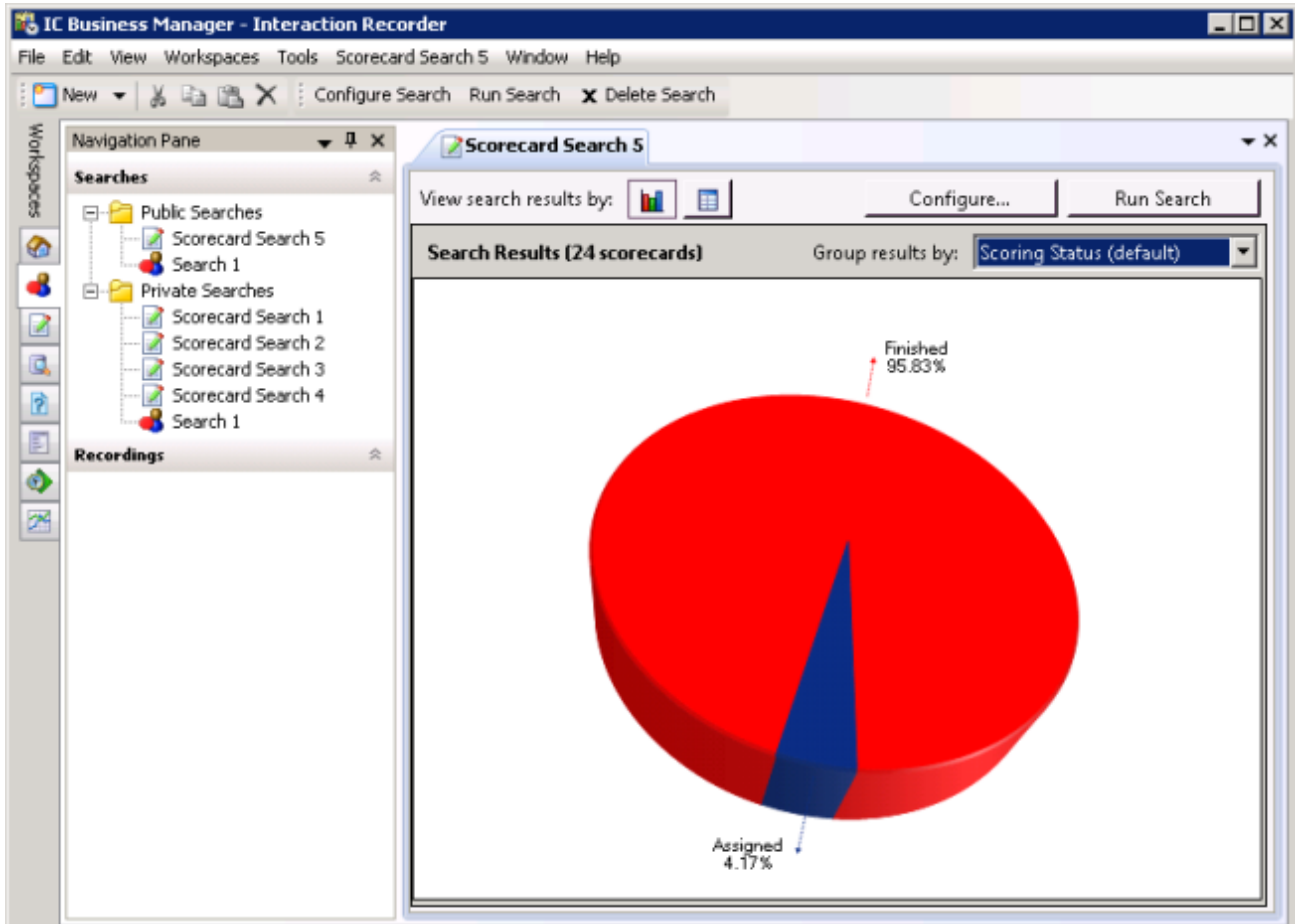 IC Business Manager - Interaction Recorder
File Edit View Workspaces Tools Scorecard Search 5 Window Help
New Configure Search Run Search Delete Search
Workspaces
Navigation Pane
Searches
Public Searches
Scorecard Search 5
Search 1
Private Searches
Scorecard Search 1
Scorecard Search 2
Scorecard Search 3
Scorecard Search 4
Search 1
Recordings
Scorecard Search 5
View search results by: Configure... Run Search
Search Results (24 scorecards) Group results by: Scoring Status (default)
Finished
95.83%
Assigned
4.17%